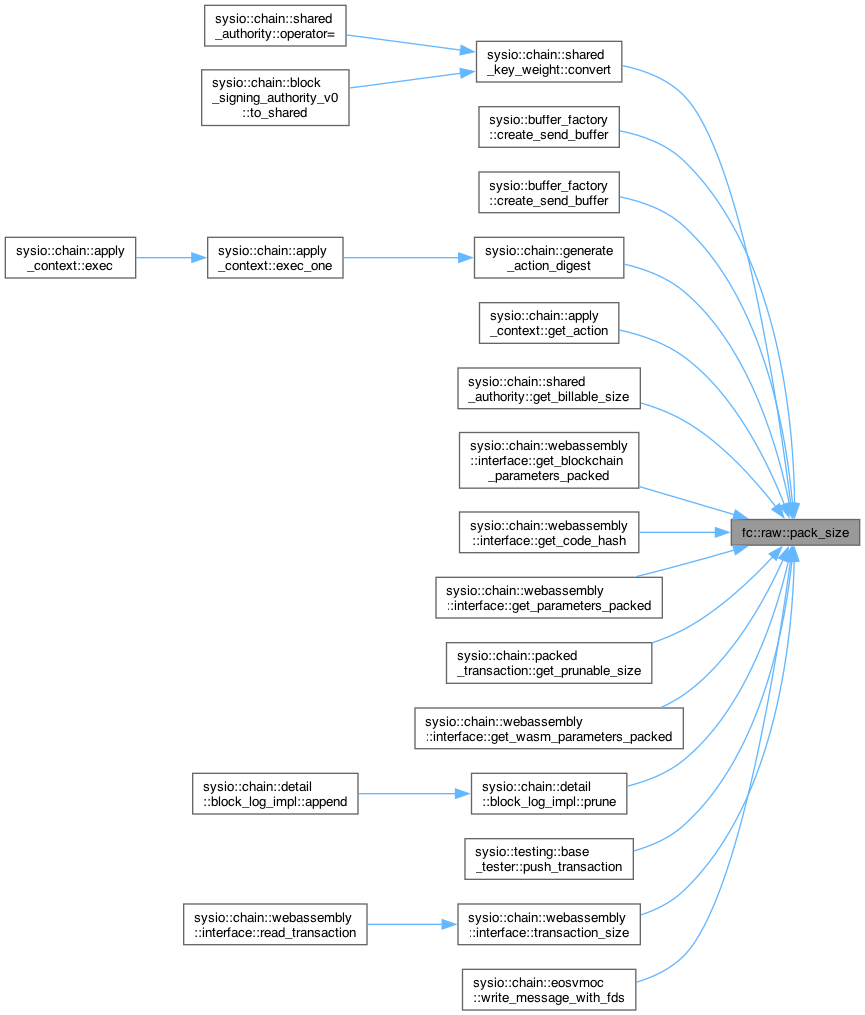 sysio::chain::shared
_authority::operator=
sysio::chain::block
_signing_authority_v0
::to_shared
sysio::chain::shared
_key_weight::convert
sysio::buffer_factory
::create_send_buffer
sysio::buffer_factory
::create_send_buffer
sysio::chain::apply
_context::exec
sysio::chain::apply
_context::exec_one
sysio::chain::generate
_action_digest
sysio::chain::apply
_context::get_action
sysio::chain::shared
_authority::get_billable_size
sysio::chain::webassembly
::interface::get_blockchain
_parameters_packed
sysio::chain::webassembly
::interface::get_code_hash
fc::raw::pack_size
sysio::chain::webassembly
::interface::get_parameters_packed
sysio::chain::packed
_transaction::get_prunable_size
sysio::chain::webassembly
::interface::get_wasm_parameters_packed
sysio::chain::detail
::block_log_impl::append
sysio::chain::detail
::block_log_impl::prune
sysio::testing::base
_tester::push_transaction
sysio::chain::webassembly
::interface::read_transaction
sysio::chain::webassembly
::interface::transaction_size
sysio::chain::eosvmoc
::write_message_with_fds